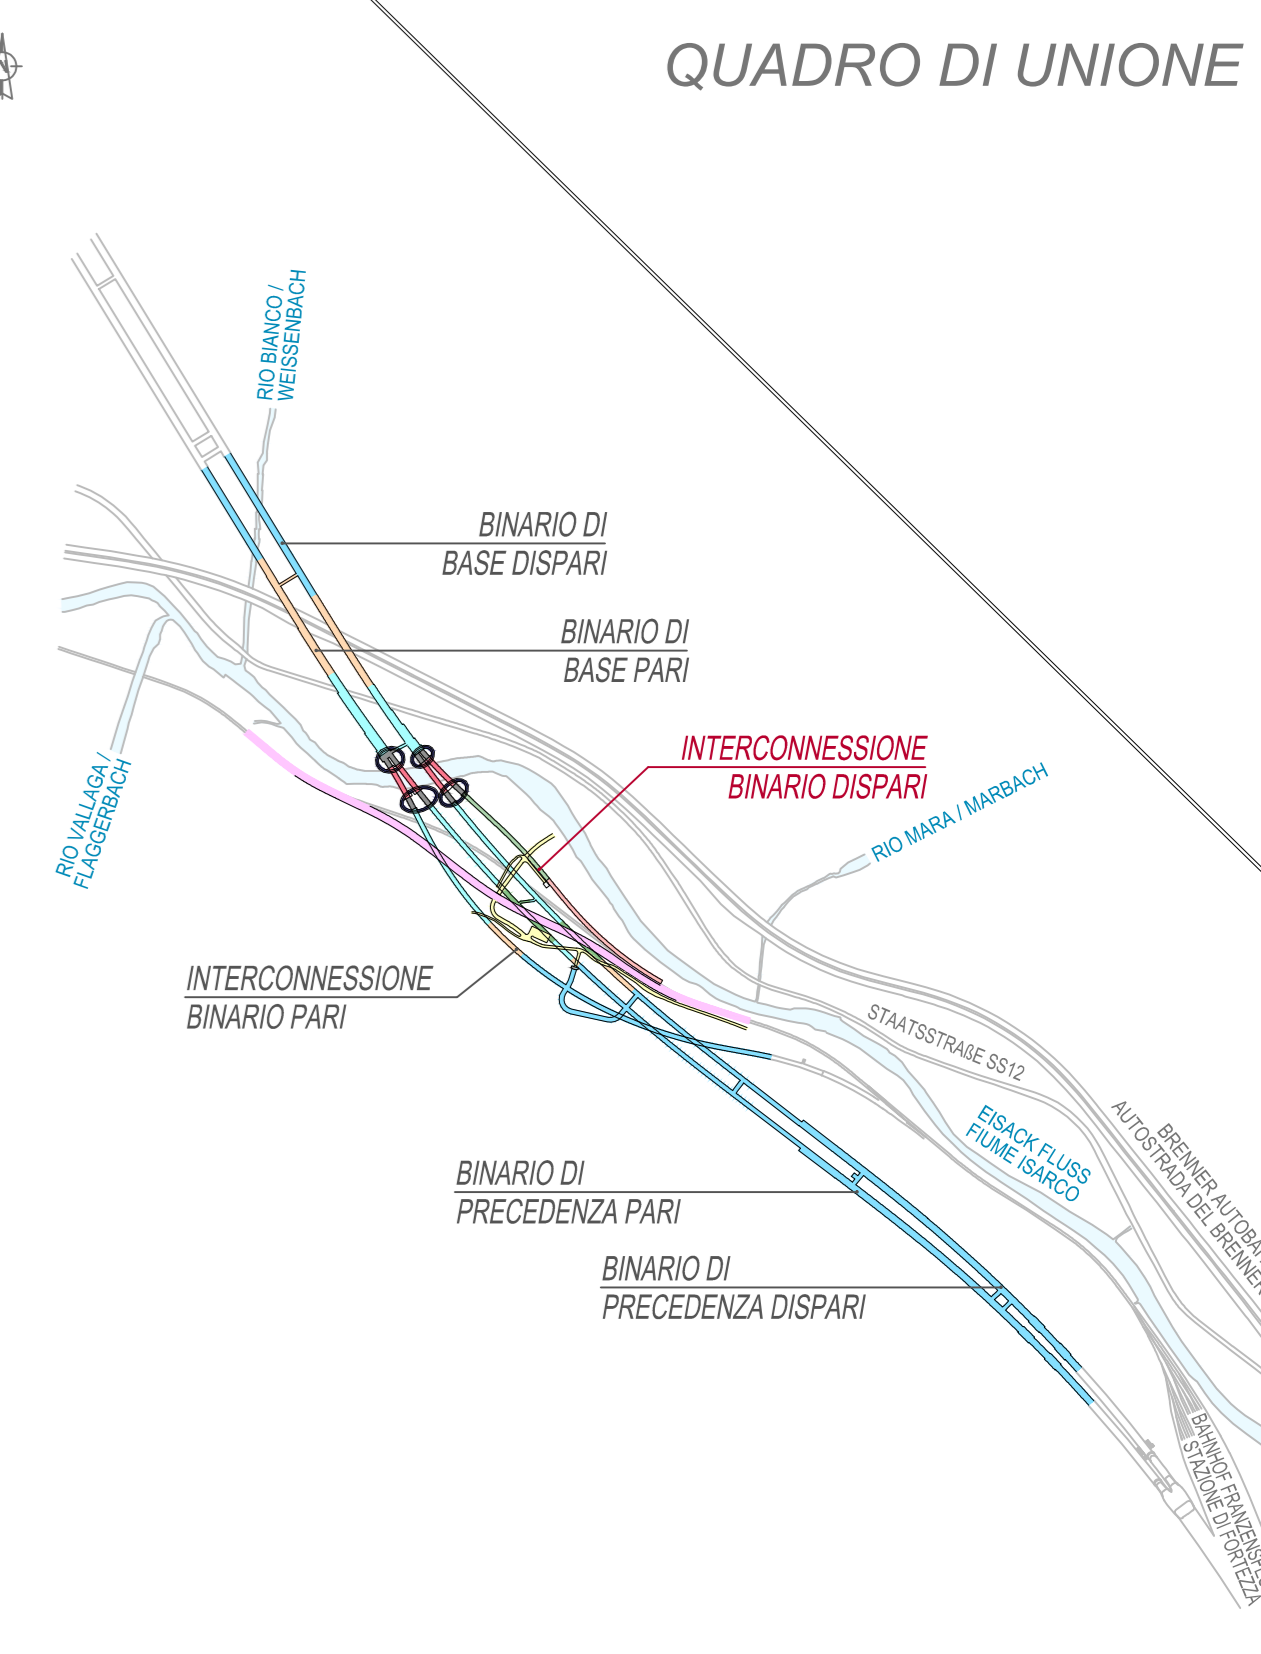 QUADRO DI UNIONE
N
RIO BIANCO /
WEISSENBACH
BINARIO DI
BASE DISPARI
BINARIO DI
BASE PARI
INTERCONNESSIONE
BINARIO DISPARI
RIO VALLAGA /
FLAGGERBACH
RIO MARA / MARBACH
INTERCONNESSIONE
BINARIO PARI
STAATSSTRAßE SS12
EISACK FLUSS
FIUME ISARCO
BRENNER
AUTOSTRADA DEL BRENNER
BINARIO DI
PRECEDENZA PARI
BINARIO DI
PRECEDENZA DISPARI
BAHNHOF
STAZIONE DI FORTEZZA